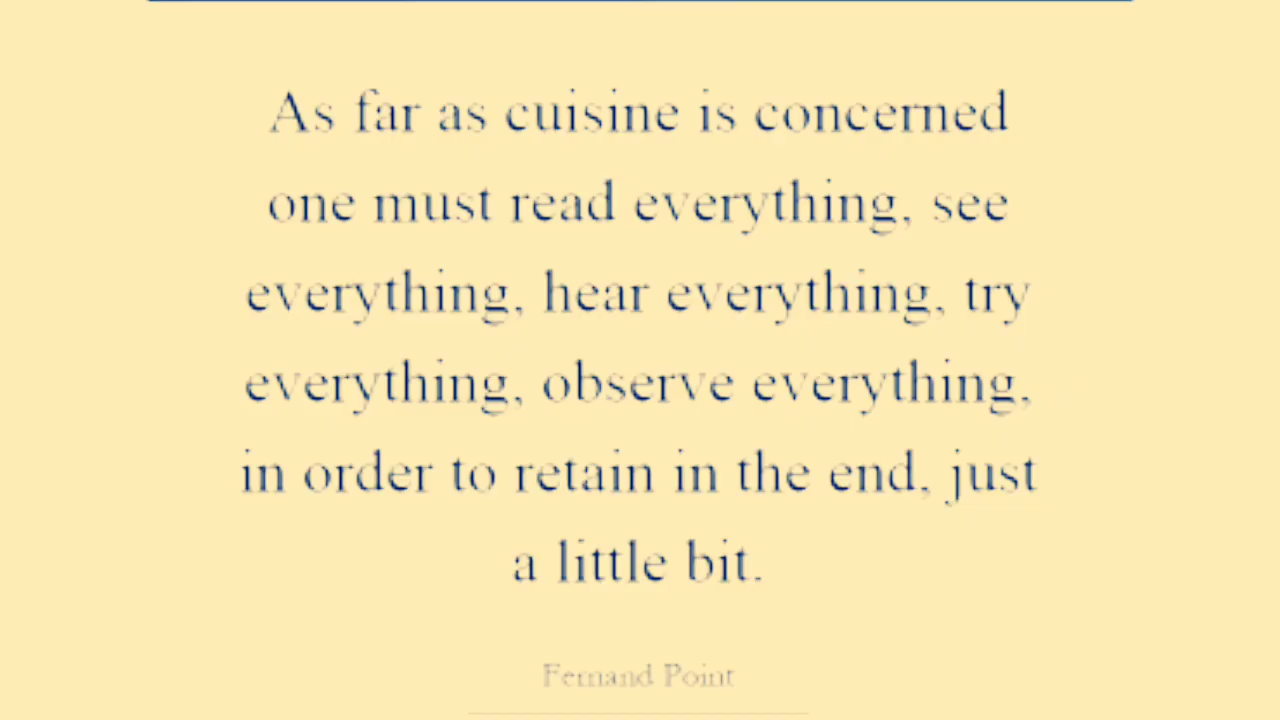 As far as cuisine is concerned
one must read everything, see
everything, hear everything, try
everything, observe everything,
in order to retain in the end, just
a little bit.
Fernand Point